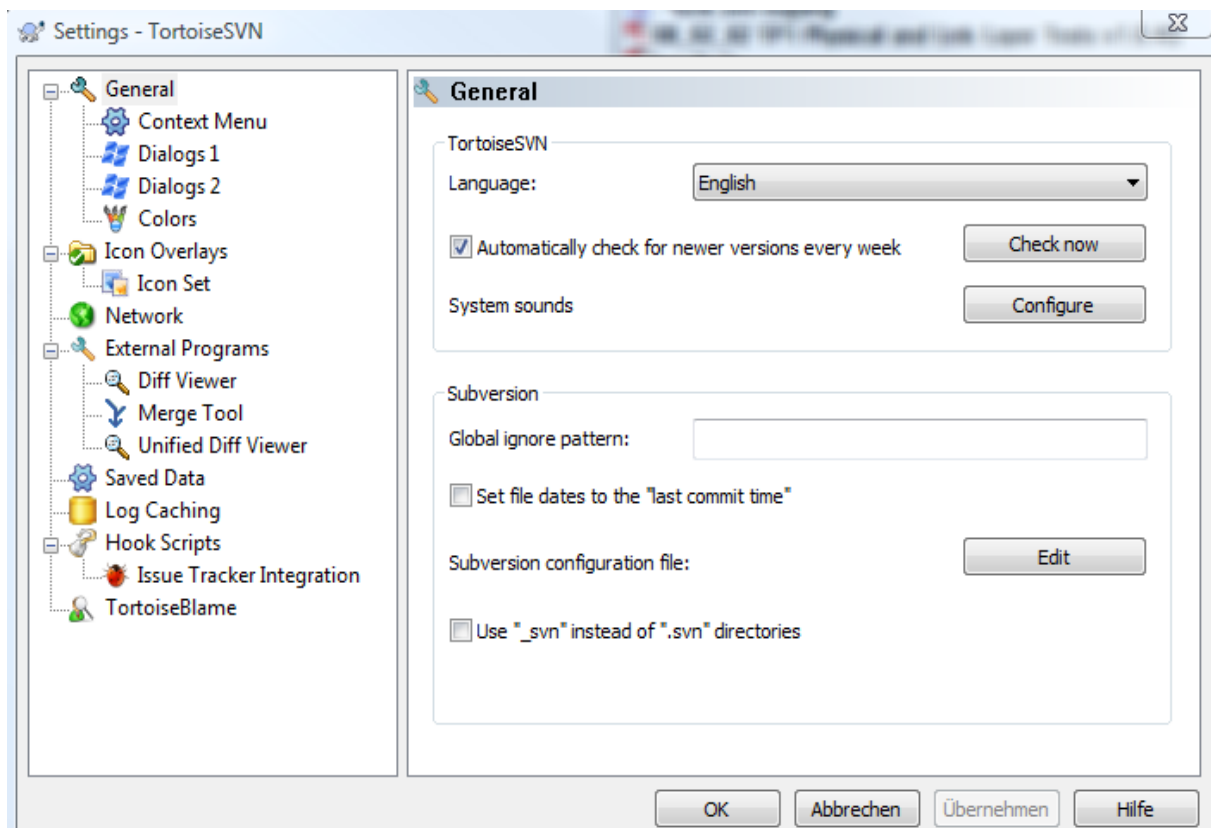 Settings - TortoiseSVN
General
Context Menu
Dialogs 1
Dialogs 2
Colors
Icon Overlays
Icon Set
Network
External Programs
Diff Viewer
Merge Tool
Unified Diff Viewer
Saved Data
Log Caching
Hook Scripts
Issue Tracker Integration
TortoiseBlame
General
TortoiseSVN
Language: English
Automatically check for newer versions every week Check now
System sounds Configure
Subversion
Global ignore pattern:
Set file dates to the "last commit time"
Subversion configuration file: Edit
Use "_svn" instead of ".svn" directories
OK Abbrechen Übernehmen Hilfe